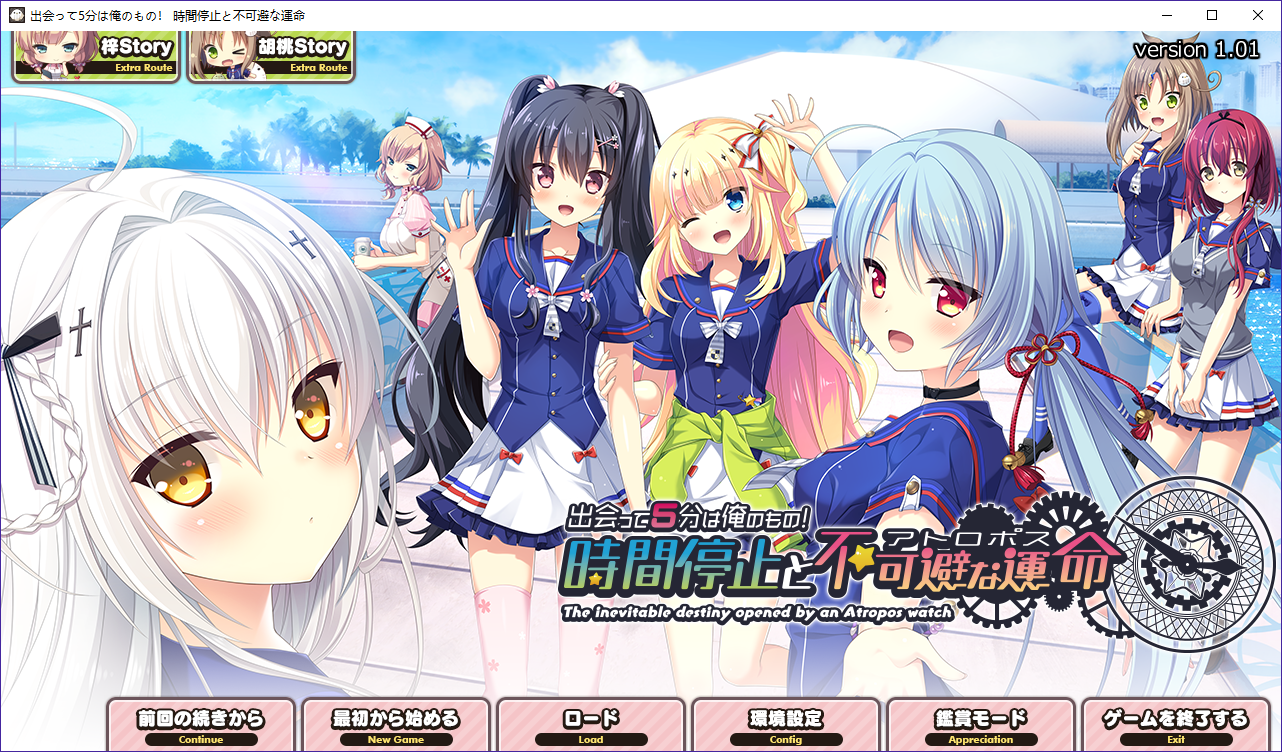 出会って5分は俺のもの! 時間停止と不可避な運命
梓Story
Extra Route
胡桃Story
Extra Route
version 1.01
出会って5分は俺のもの!
アトロポス
時間停止と不可避な運命
The inevitable destiny opened by an Atropos watch
前回の続きから
Continue
最初から始める
New Game
ロード
Load
環境設定
Config
鑑賞モード
Appreciation
ゲームを終了する
Exit